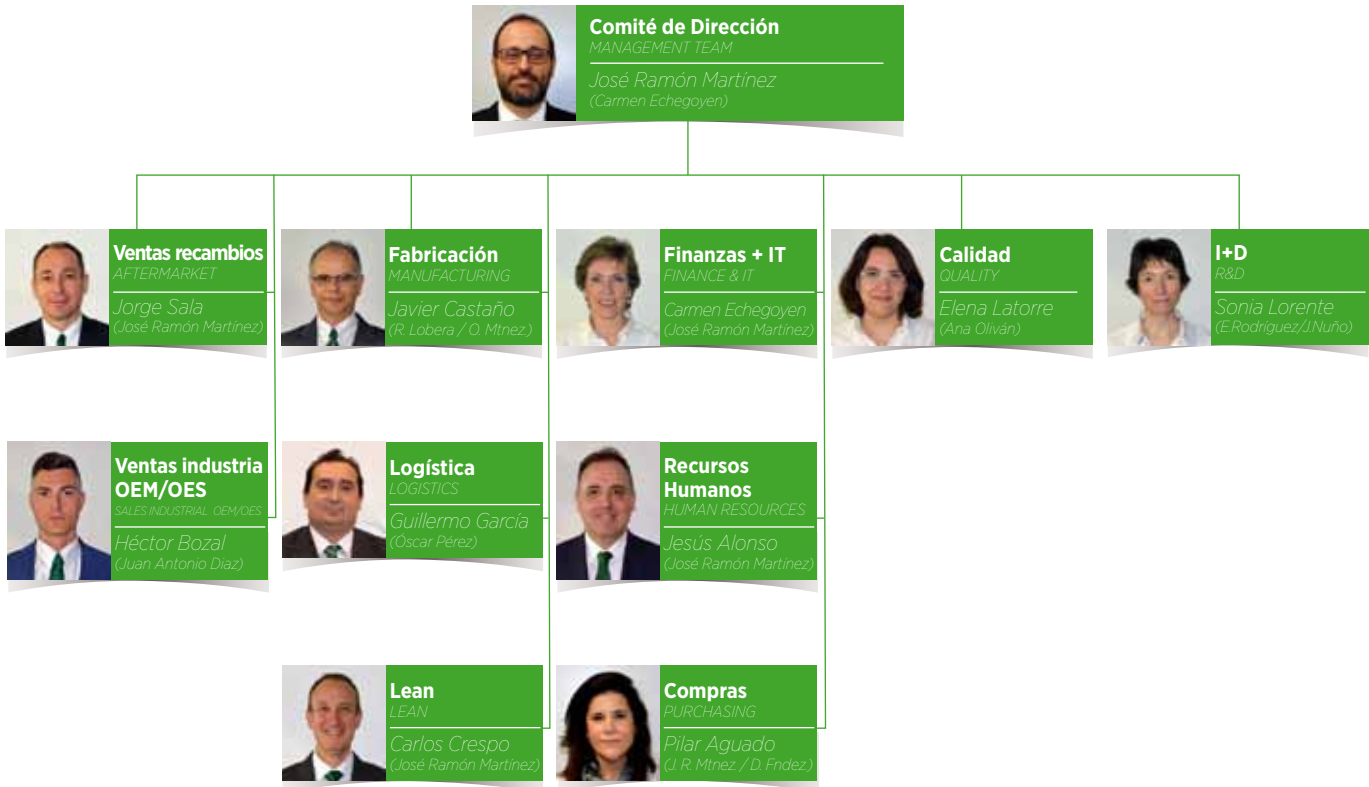 Comité de Dirección
MANAGEMENT TEAM
José Ramón Martínez
(Carmen Echegoyen)
Ventas recambios
AFTERMARKET
Jorge Sala
(José Ramón Martínez)
Fabricación
MANUFACTURING
Javier Castaño
(R. Lobera / O. Mtnez.)
Finanzas + IT
FINANCE & IT
Carmen Echegoyen
(José Ramón Martínez)
Calidad
QUALITY
Elena Latorre
(Ana Oliván)
I+D
R&D
Sonia Lorente
(E.Rodriguez/J.Nuño)
Ventas industria
OEM/OES
SALES INDUSTRIAL OEM/OES
Héctor Bozal
(Juan Antonio Diaz)
Logística
LOGISTICS
Guillermo García
(Óscar Pérez)
Recursos
Humanos
HUMAN RESOURCES
Jesús Alonso
(José Ramón Martínez)
Lean
LEAN
Carlos Crespo
(José Ramón Martínez)
Compras
PURCHASING
Pilar Aguado
(J. R. Mtnez. / D. Fndez.)